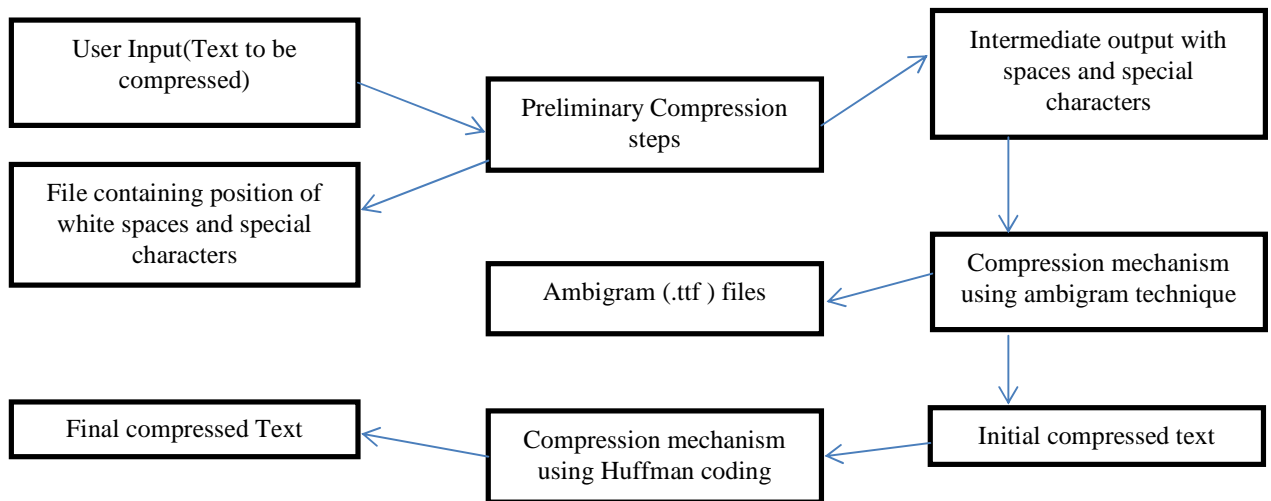 User Input(Text to be
compressed)
Preliminary Compression
steps
Intermediate output with
spaces and special
characters
File containing position of
white spaces and special
characters
Compression mechanism
using ambigram technique
Ambigram (.ttf ) files
Initial compressed text
Compression mechanism
using Huffman coding
Final compressed Text